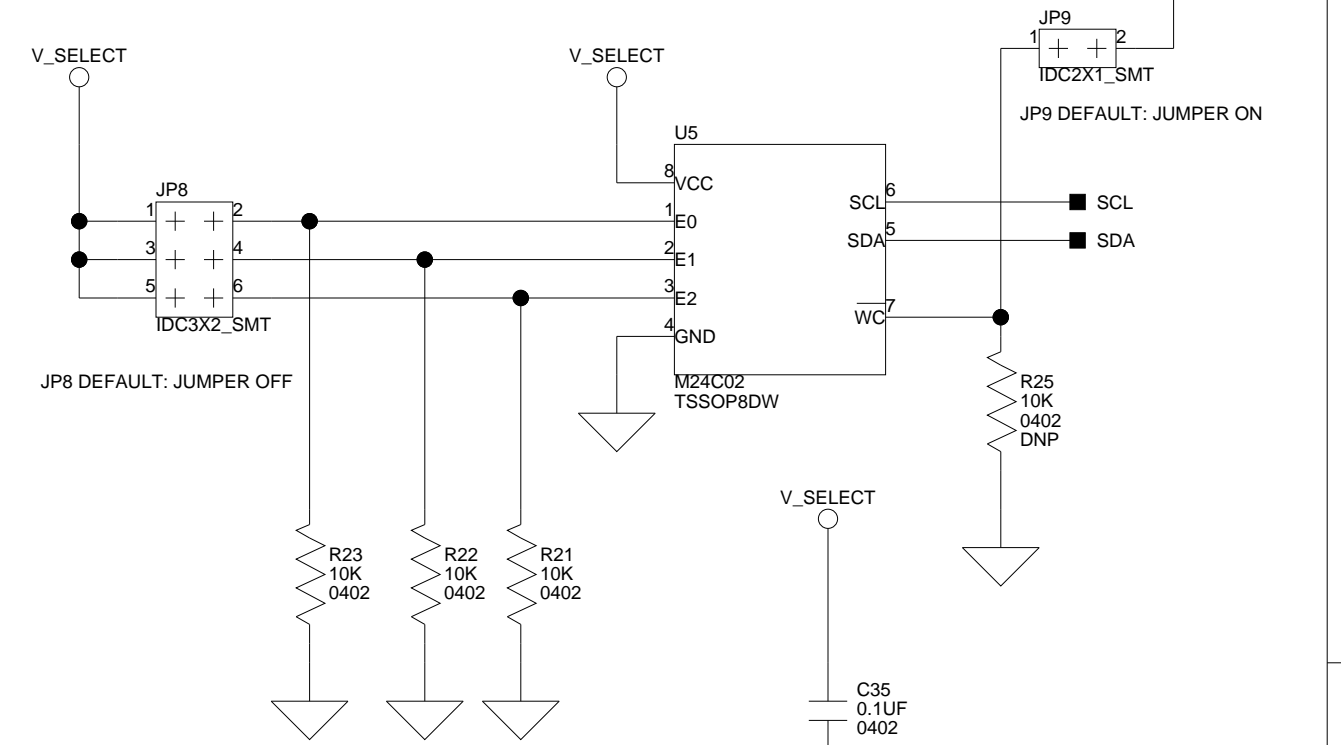 JP9
1
2
IDC2X1_SMT
JP9 DEFAULT: JUMPER ON
V_SELECT
V_SELECT
U5
8
VCC
1
E0
2
E1
3
E2
4
GND
SCL
6
SDA
5
WC
7
M24C02
TSSOP8DW
SCL
SDA
JP8
1
2
3
4
5
6
IDC3X2_SMT
JP8 DEFAULT: JUMPER OFF
R25
10K
0402
DNP
V_SELECT
R23
10K
0402
R22
10K
0402
R21
10K
0402
C35
0.1UF
0402